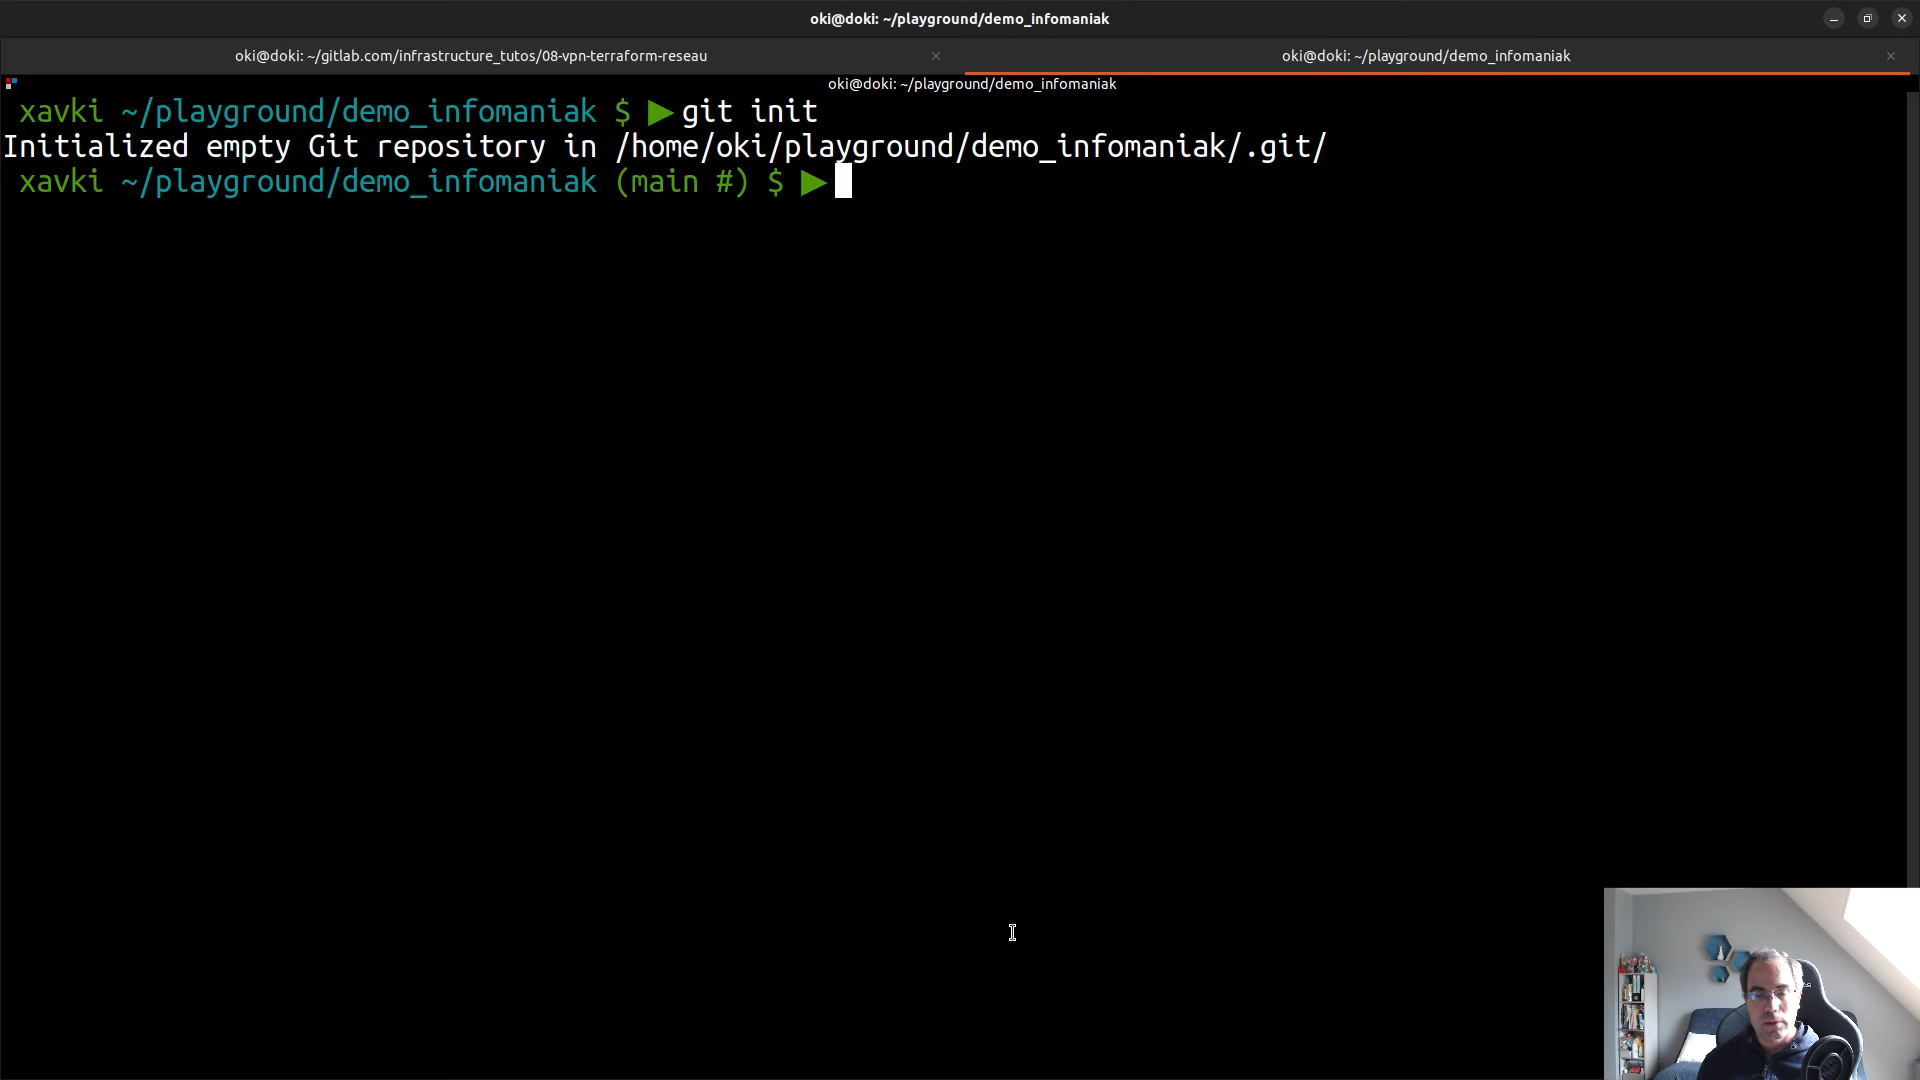 oki@doki: ~/playground/demo_infomaniak
oki@doki: ~/gitlab.com/infrastructure_tutos/08-vpn-terraform-reseau
oki@doki: ~/playground/demo_infomaniak
oki@doki: ~/playground/demo_infomaniak
xavki ~/playground/demo_infomaniak $ ▶git init
Initialized empty Git repository in /home/oki/playground/demo_infomaniak/.git/
xavki ~/playground/demo_infomaniak (main #) $ ▶